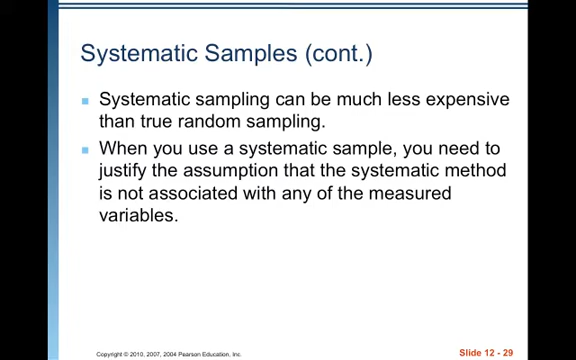 Systematic Samples (cont.)
Systematic sampling can be much less expensive
than true random sampling.
When you use a systematic sample, you need to
justify the assumption that the systematic method
is not associated with any of the measured
variables.
Copyright © 2010, 2007, 2004 Pearson Education, Inc.
Slide 12 - 29